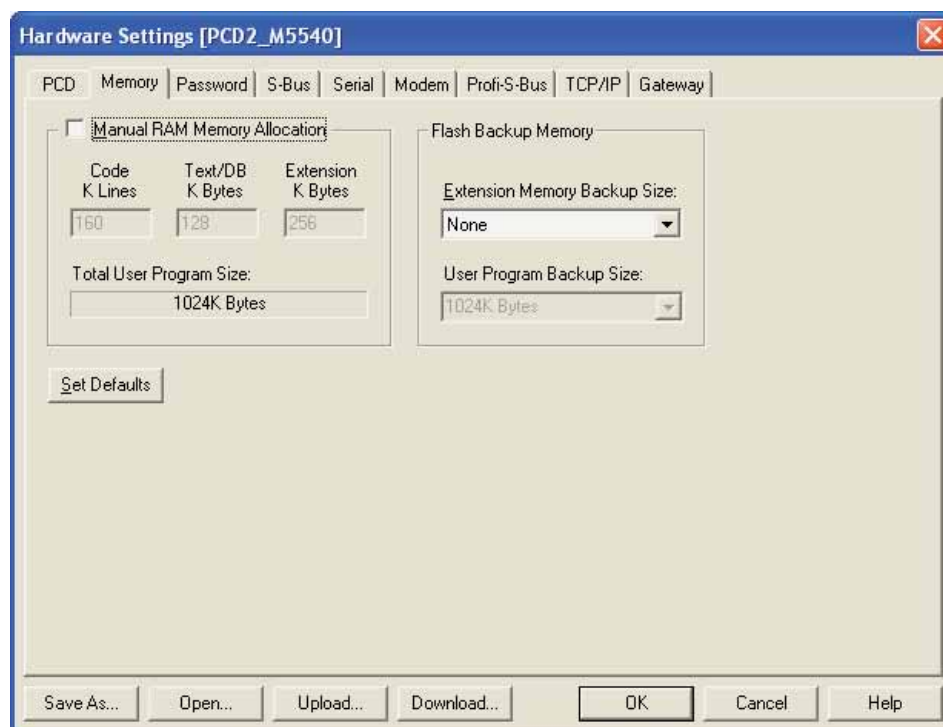 Hardware Settings [PCD2_M5540]
PCD Memory Password S-Bus Serial Modem Profi-S-Bus TCP/IP Gateway
Manual RAM Memory Allocation
Code K Lines
Text/DB K Bytes
Extension K Bytes
160 128 256
Total User Program Size:
1024K Bytes
Flash Backup Memory
Extension Memory Backup Size:
None
User Program Backup Size:
1024K Bytes
Set Defaults
Save As... Open... Upload... Download... OK Cancel Help